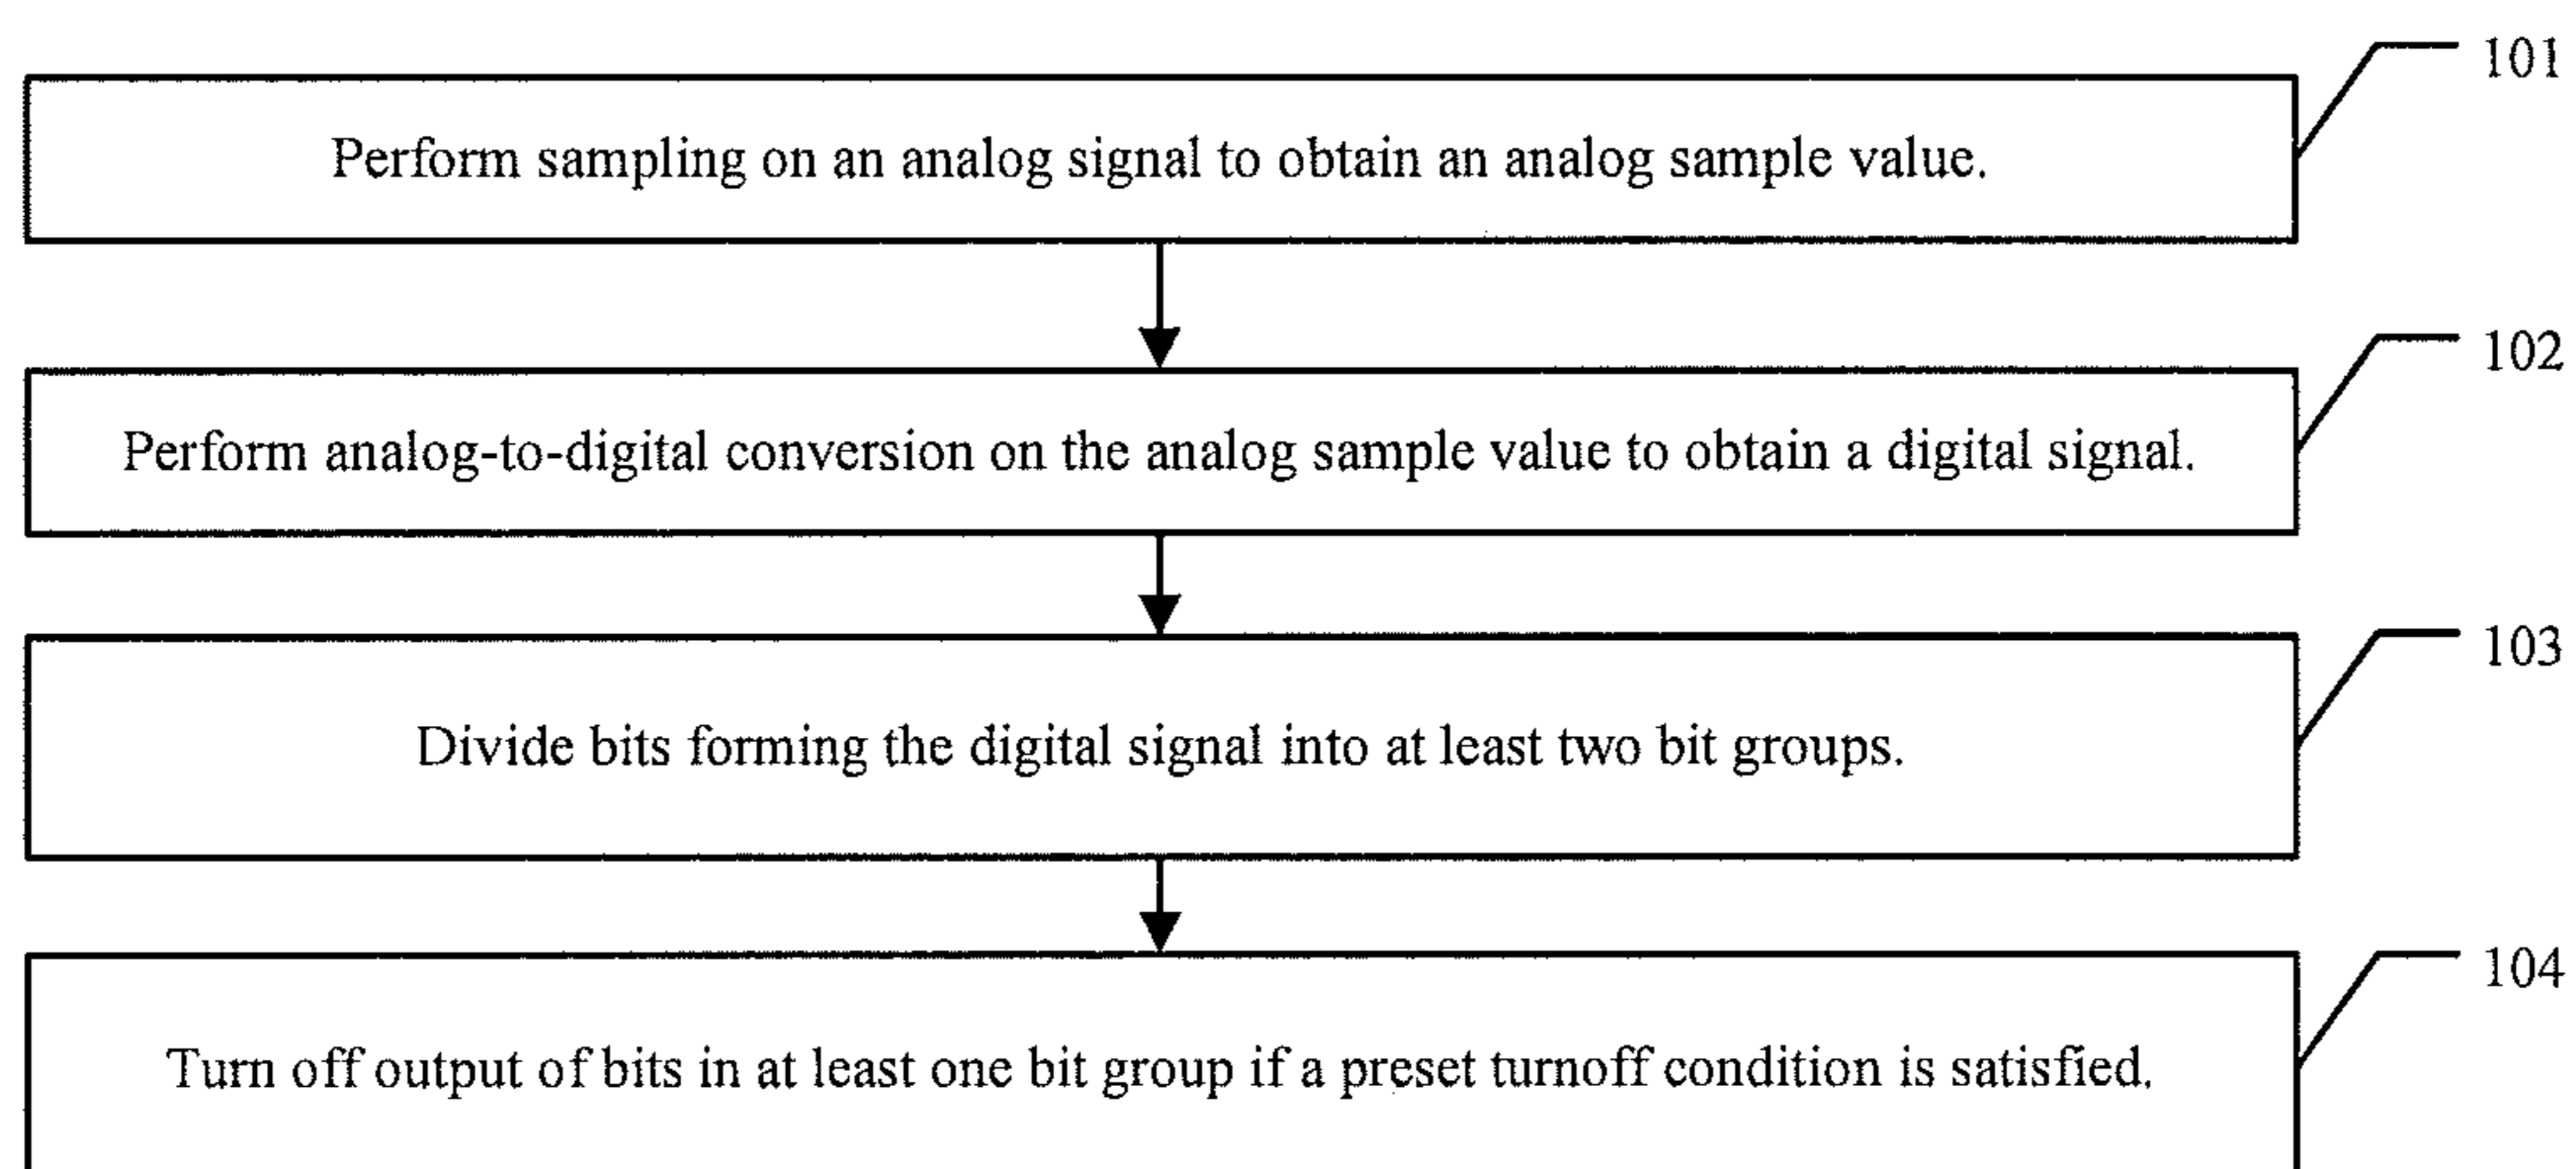 101
Perform sampling on an analog signal to obtain an analog sample value.
102
Perform analog-to-digital conversion on the analog sample value to obtain a digital signal.
103
Divide bits forming the digital signal into at least two bit groups.
104
Turn off output of bits in at least one bit group if a preset turnoff condition is satisfied.